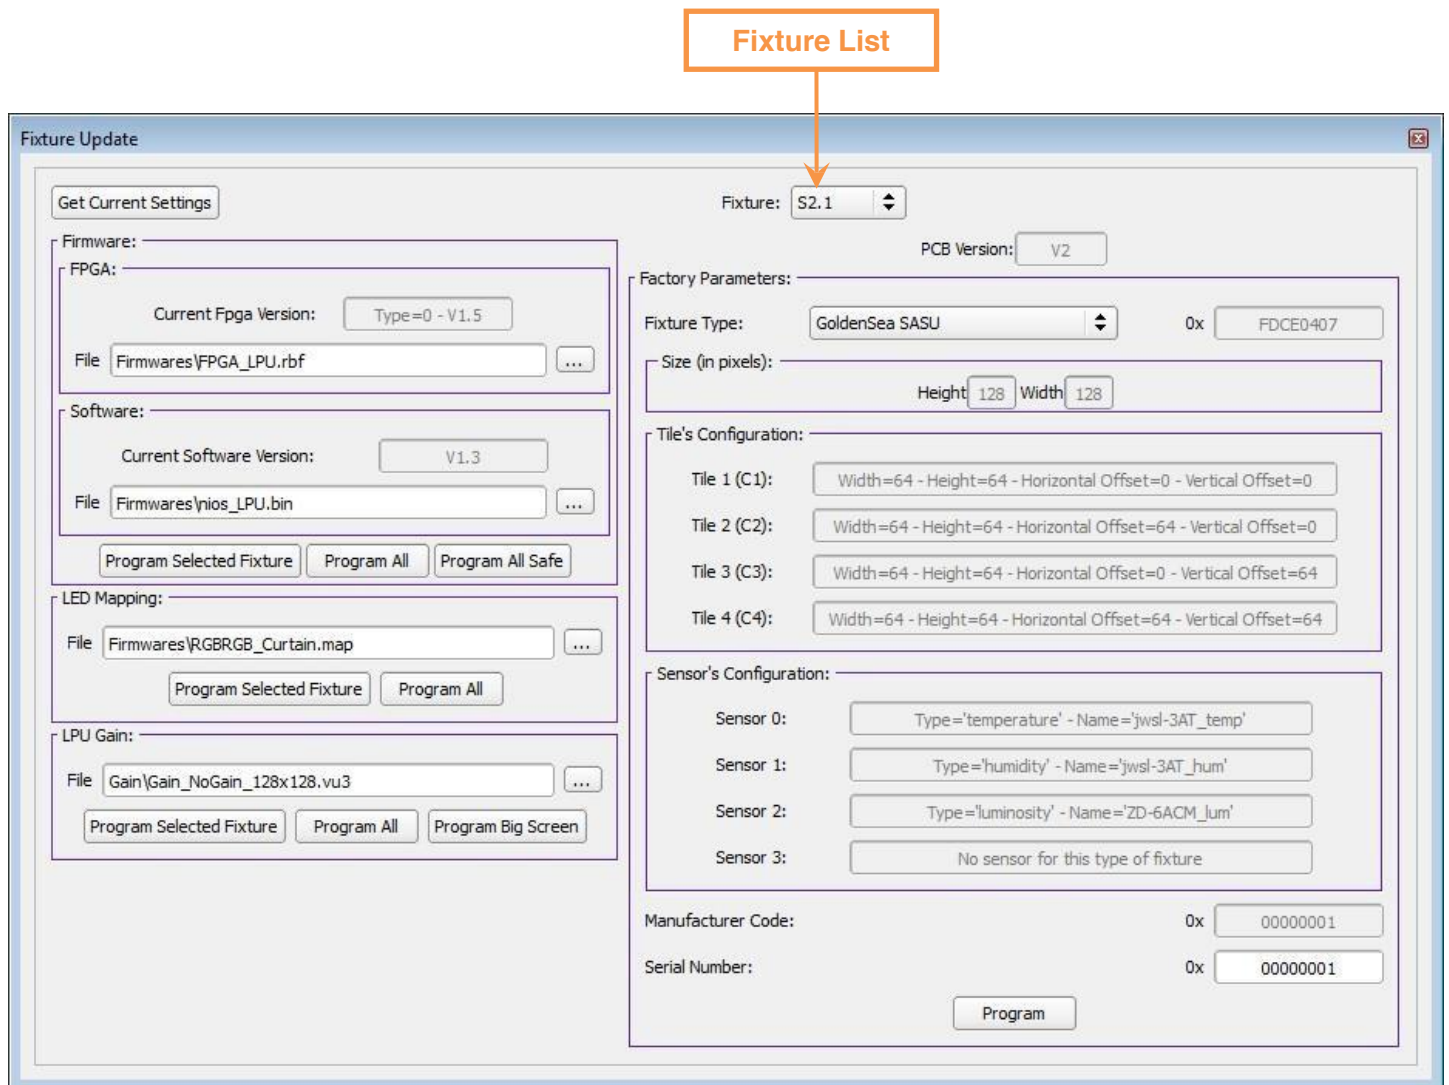 Fixture List
Fixture Update
Get Current Settings
Fixture: S2.1
PCB Version: V2
Firmware:
FPGA:
Current Fpga Version: Type=0 - V1.5
File Firmwares\FPGA_LPU.rbf ...
Software:
Current Software Version: V1.3
File Firmwares\nios_LPU.bin ...
Program Selected Fixture Program All Program All Safe
LED Mapping:
File Firmwares\RGBRGB_Curtain.map ...
Program Selected Fixture Program All
LPU Gain:
File Gain\Gain_NoGain_128x128.vu3 ...
Program Selected Fixture Program All Program Big Screen
Factory Parameters:
Fixture Type: GoldenSea SASU 0x FDCE0407
Size (in pixels):
Height 128 Width 128
Tile's Configuration:
Tile 1 (C1): Width=64 - Height=64 - Horizontal Offset=0 - Vertical Offset=0
Tile 2 (C2): Width=64 - Height=64 - Horizontal Offset=64 - Vertical Offset=0
Tile 3 (C3): Width=64 - Height=64 - Horizontal Offset=0 - Vertical Offset=64
Tile 4 (C4): Width=64 - Height=64 - Horizontal Offset=64 - Vertical Offset=64
Sensor's Configuration:
Sensor 0: Type='temperature' - Name='jwsl-3AT_temp'
Sensor 1: Type='humidity' - Name='jwsl-3AT_hum'
Sensor 2: Type='luminosity' - Name='ZD-6ACM_lum'
Sensor 3: No sensor for this type of fixture
Manufacturer Code: 0x 00000001
Serial Number: 0x 00000001
Program